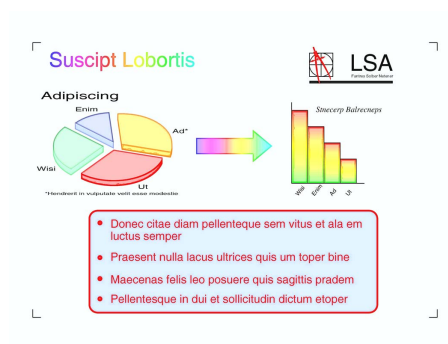 Suscipt Lobortis
LSA
Adipiscing
Enim
Ad*
Wisi
Ut
*Hendrerit in vulputate velit esse modestie
Stnecerp Balrecneps
Wisi
Enim
Ad
Ut
Donec citae diam pellenteque sem vitus et ala em
luctus semper
Praesent nulla lacus ultrices quis um toper bine
Maecenas felis leo posuere quis sagittis pradem
Pellentesque in dui et sollicitudin dictum etoper